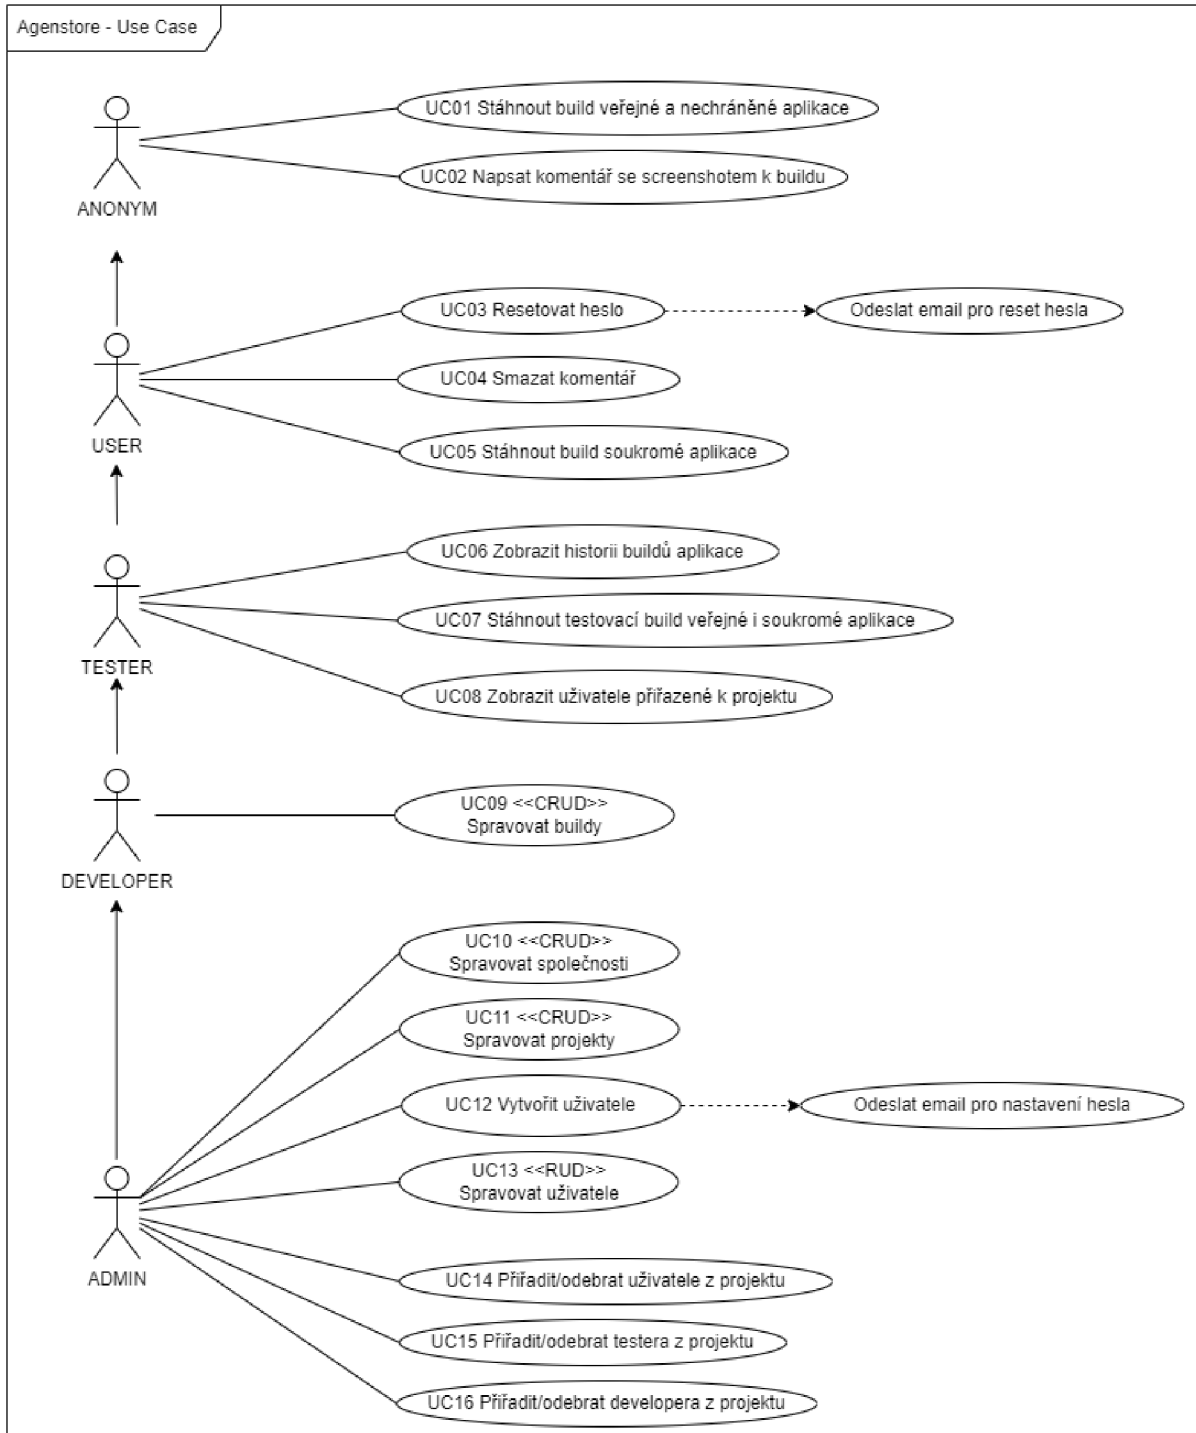 Agenstore - Use Case
UC01 Stáhnout build veřejné a nechráněné aplikace
UC02 Napsat komentář se screenshotem k buildu
ANONYM
UC03 Resetovat heslo
Odeslat email pro reset hesla
UC04 Smazat komentář
USER
UC05 Stáhnout build soukromé aplikace
UC06 Zobrazit historii buildů aplikace
UC07 Stáhnout testovací build veřejné i soukromé aplikace
TESTER
UC08 Zobrazit uživatele přiřazené k projektu
UC09 <<CRUD>>
Spravovat buildy
DEVELOPER
UC10 <<CRUD>>
Spravovat společnosti
UC11 <<CRUD>>
Spravovat projekty
UC12 Vytvořit uživatele
Odeslat email pro nastavení hesla
UC13 <<RUD>>
Spravovat uživatele
ADMIN
UC14 Přiřadit/odebrat uživatele z projektu
UC15 Přiřadit/odebrat testera z projektu
UC16 Přiřadit/odebrat developera z projektu